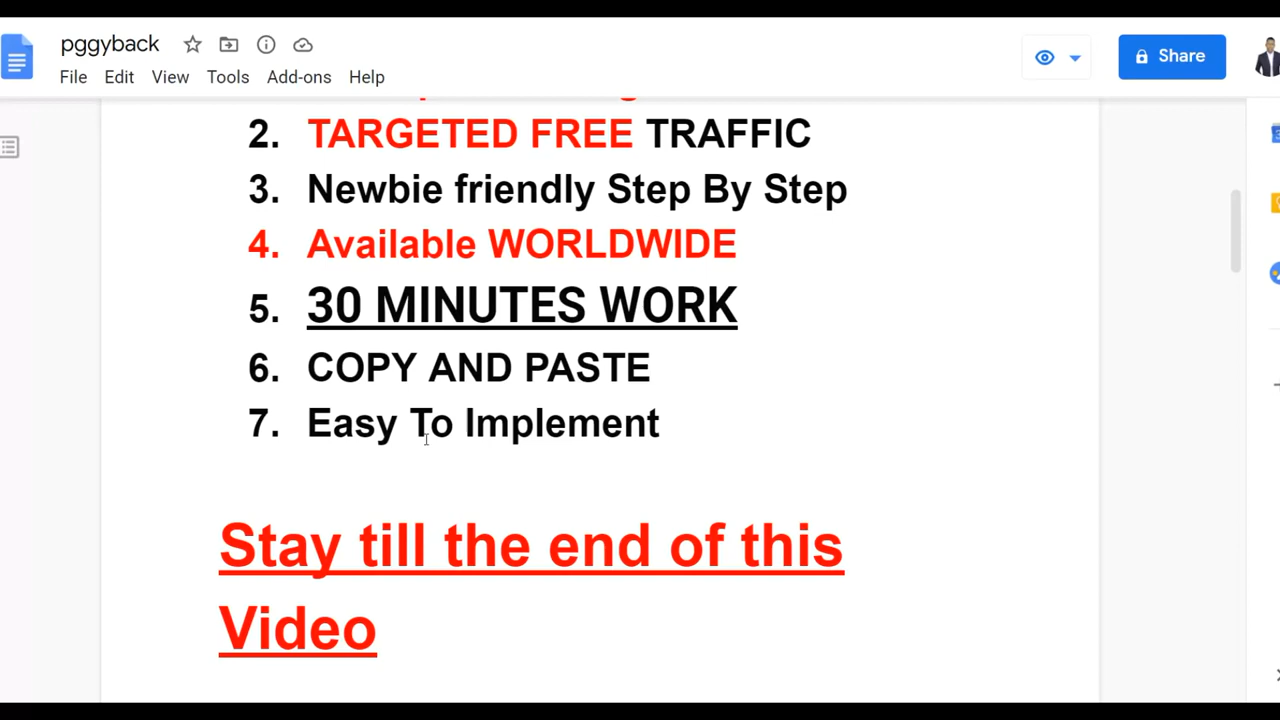 pggyback
File Edit View Tools Add-ons Help
Share
2. TARGETED FREE TRAFFIC
3. Newbie friendly Step By Step
4. Available WORLDWIDE
5. 30 MINUTES WORK
6. COPY AND PASTE
7. Easy To Implement
Stay till the end of this
Video